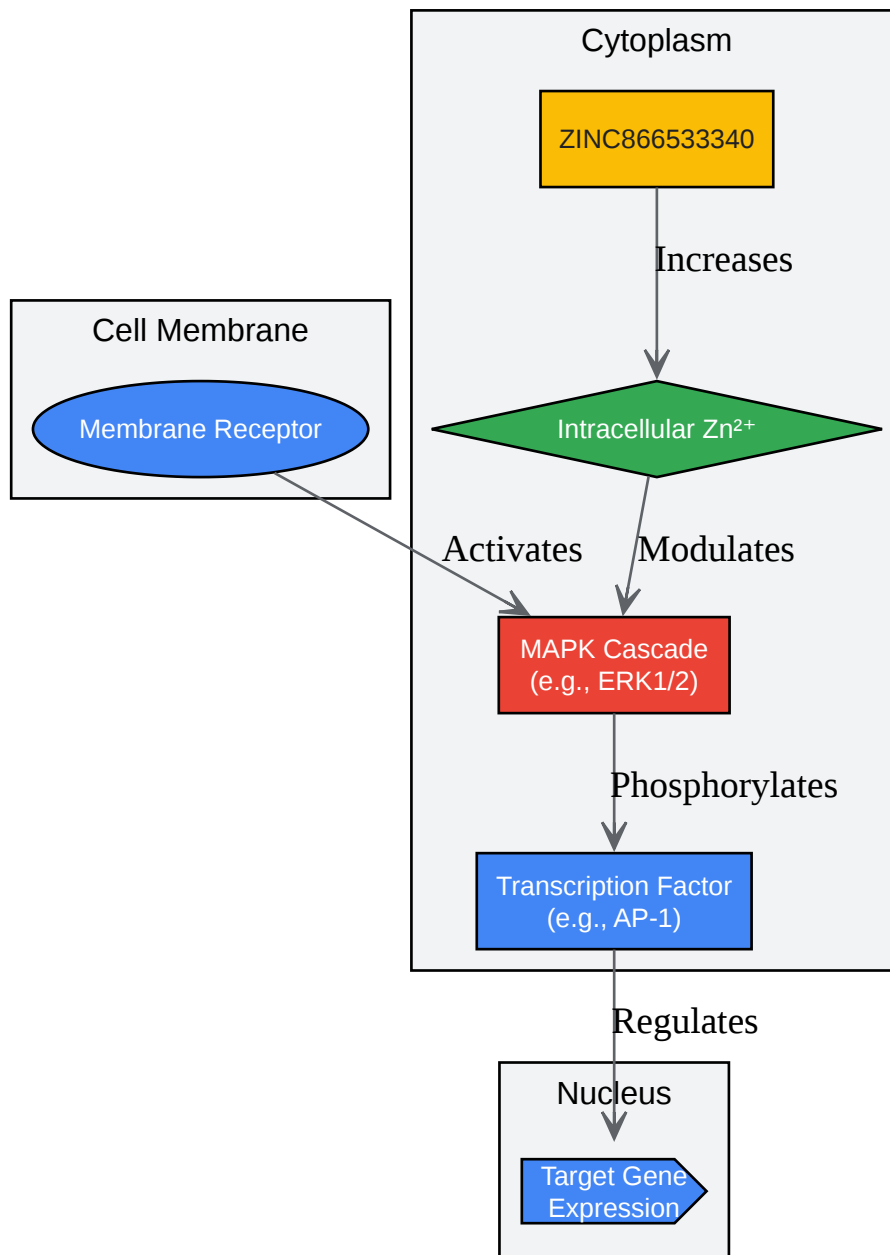 Cytoplasm
ZINC866533340
Increases
Cell Membrane
Membrane Receptor
Intracellular Zn²⁺
Activates
Modulates
MAPK Cascade
(e.g., ERK1/2)
Phosphorylates
Transcription Factor
(e.g., AP-1)
Regulates
Nucleus
Target Gene
Expression